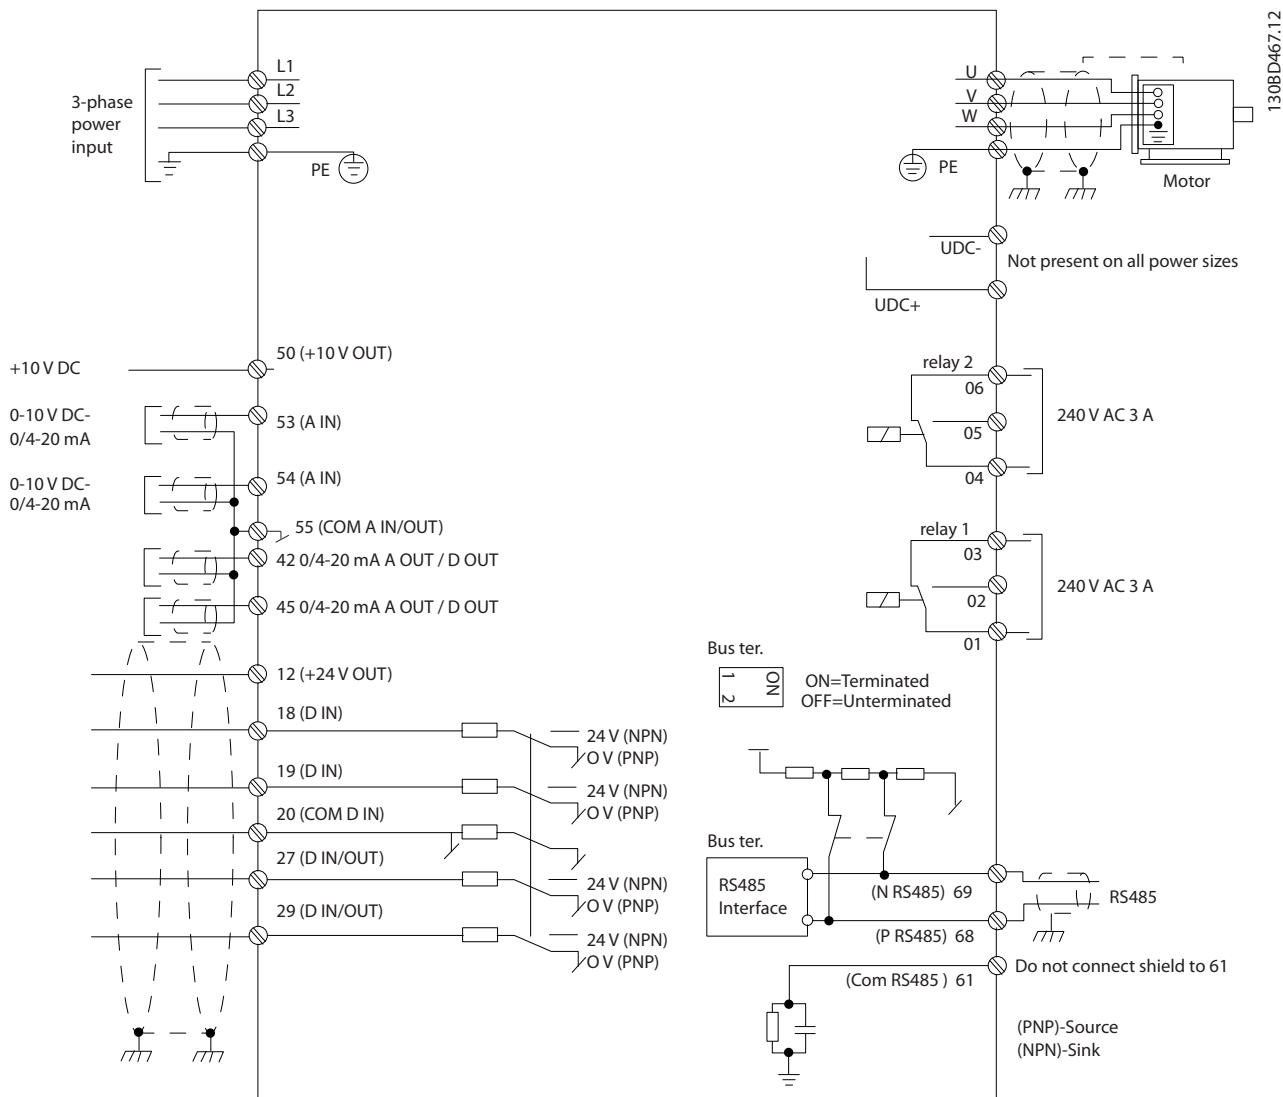 130BD467.12
3-phase
power
input
L1
L2
L3
PE
U
V
W
PE
Motor
UDC-
Not present on all power sizes
UDC+
+10 V DC
50 (+10 V OUT)
0-10 V DC-
0/4-20 mA
53 (A IN)
0-10 V DC-
0/4-20 mA
54 (A IN)
55 (COM A IN/OUT)
42 0/4-20 mA A OUT / D OUT
45 0/4-20 mA A OUT / D OUT
12 (+24 V OUT)
18 (D IN)
24 V (NPN)
O V (PNP)
19 (D IN)
24 V (NPN)
O V (PNP)
20 (COM D IN)
27 (D IN/OUT)
24 V (NPN)
O V (PNP)
29 (D IN/OUT)
24 V (NPN)
O V (PNP)
relay 2
06
05
04
240 V AC 3 A
relay 1
03
02
01
240 V AC 3 A
Bus ter.
1
2
ON
ON=Terminated
OFF=Unterminated
Bus ter.
RS485
Interface
(N RS485) 69
RS485
(P RS485) 68
(Com RS485 ) 61
Do not connect shield to 61
(PNP)-Source
(NPN)-Sink